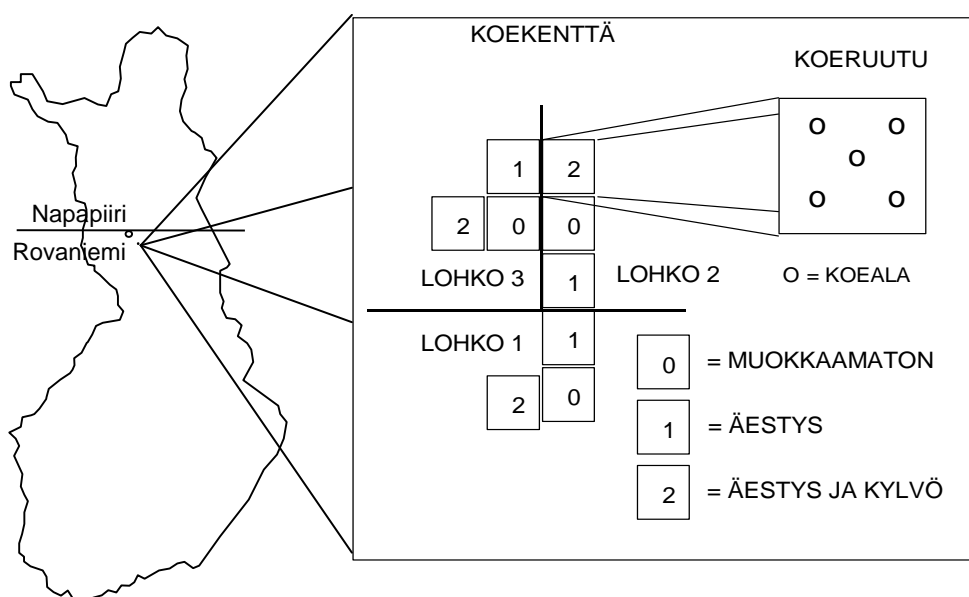 KOEKENTTÄ
KOERUUTU
O O
O
O O
1 2
Napapiiri
2 0 0
Rovaniemi
LOHKO 3
1
LOHKO 2
O = KOEALA
LOHKO 1
1
2
0
0 = MUOKKAAMATON
1 = ÄESTYS
2 = ÄESTYS JA KYLVÖ